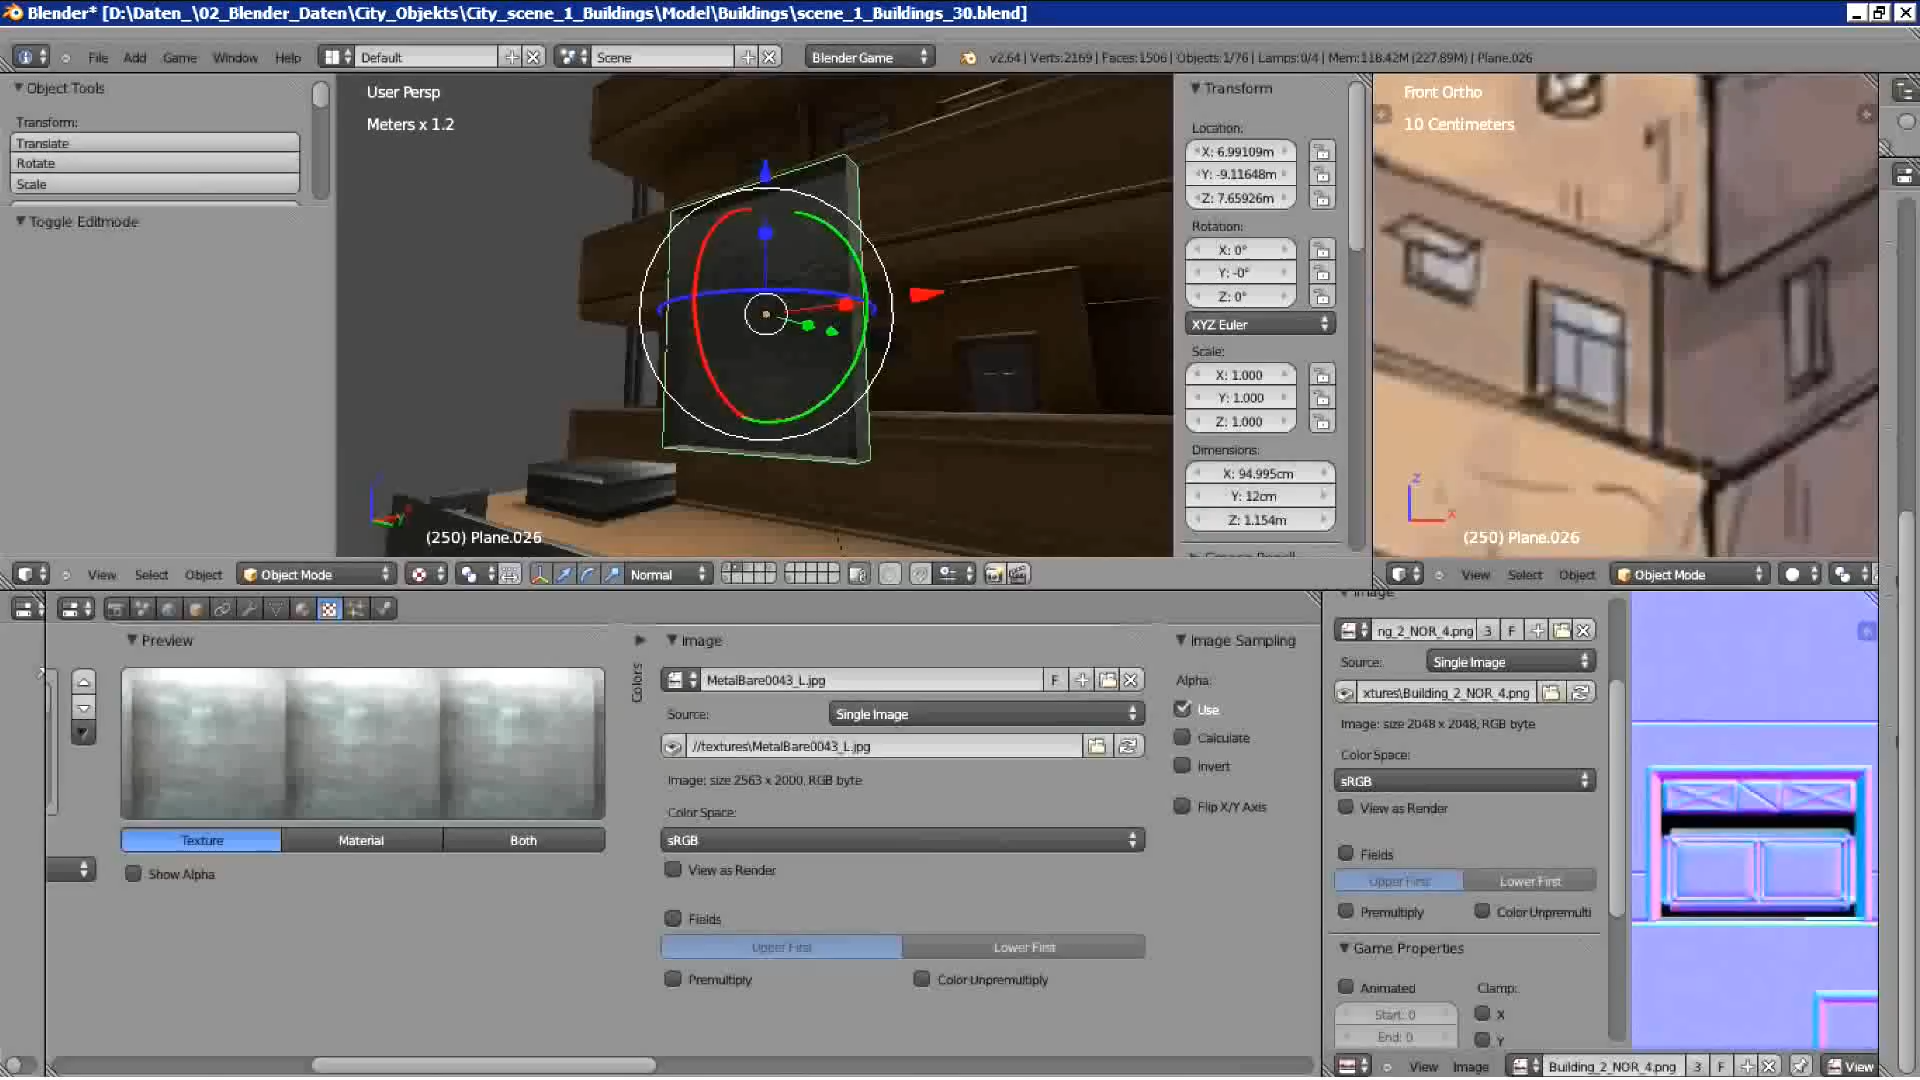 Blender* [D:\Daten_\02_Blender_Daten\City_Objekts\City_scene_1_Buildings\Model\Buildings\scene_1_Buildings_30.blend]
File Add Game Window Help Default Scene Blender Game v2.64 | Verts:2169 | Faces:1506 | Objects:1/76 | Lamps:0/4 | Mem:118.42M (227.89M) | Plane.026
Object Tools
Transform:
Translate
Rotate
Scale
Toggle Editmode
User Persp
Meters x 1.2
(250) Plane.026
Transform
Location:
X: 6.99109m
Y: -9.11648m
Z: 7.65926m
Rotation:
X: 0°
Y: -0°
Z: 0°
XYZ Euler
Scale:
X: 1.000
Y: 1.000
Z: 1.000
Dimensions:
X: 94.995cm
Y: 12cm
Z: 1.154m
Front Ortho
10 Centimeters
Z
X
(250) Plane.026
View Select Object Object Mode Normal
View Select Object Object Mode
Preview
Texture Material Both
Show Alpha
Colors
Image
MetalBare0043_L.jpg F
Source: Single Image
//textures\MetalBare0043_L.jpg
Image: size 2563 x 2000, RGB byte
Color Space:
sRGB
View as Render
Fields
Upper First Lower First
Premultiply Color Unpremultiply
Image Sampling
Alpha:
Use
Calculate
Invert
Flip X/Y Axis
Image
ng_2_NOR_4.png 3 F
Source: Single Image
xtures\Building_2_NOR_4.png
Image: size 2048 x 2048, RGB byte
Color Space:
sRGB
View as Render
Fields
Upper First Lower First
Premultiply Color Unpremulti
Game Properties
Animated Clamp:
Start: 0 X
End: 0 Y
View Image Building_2_NOR_4.png 3 F View